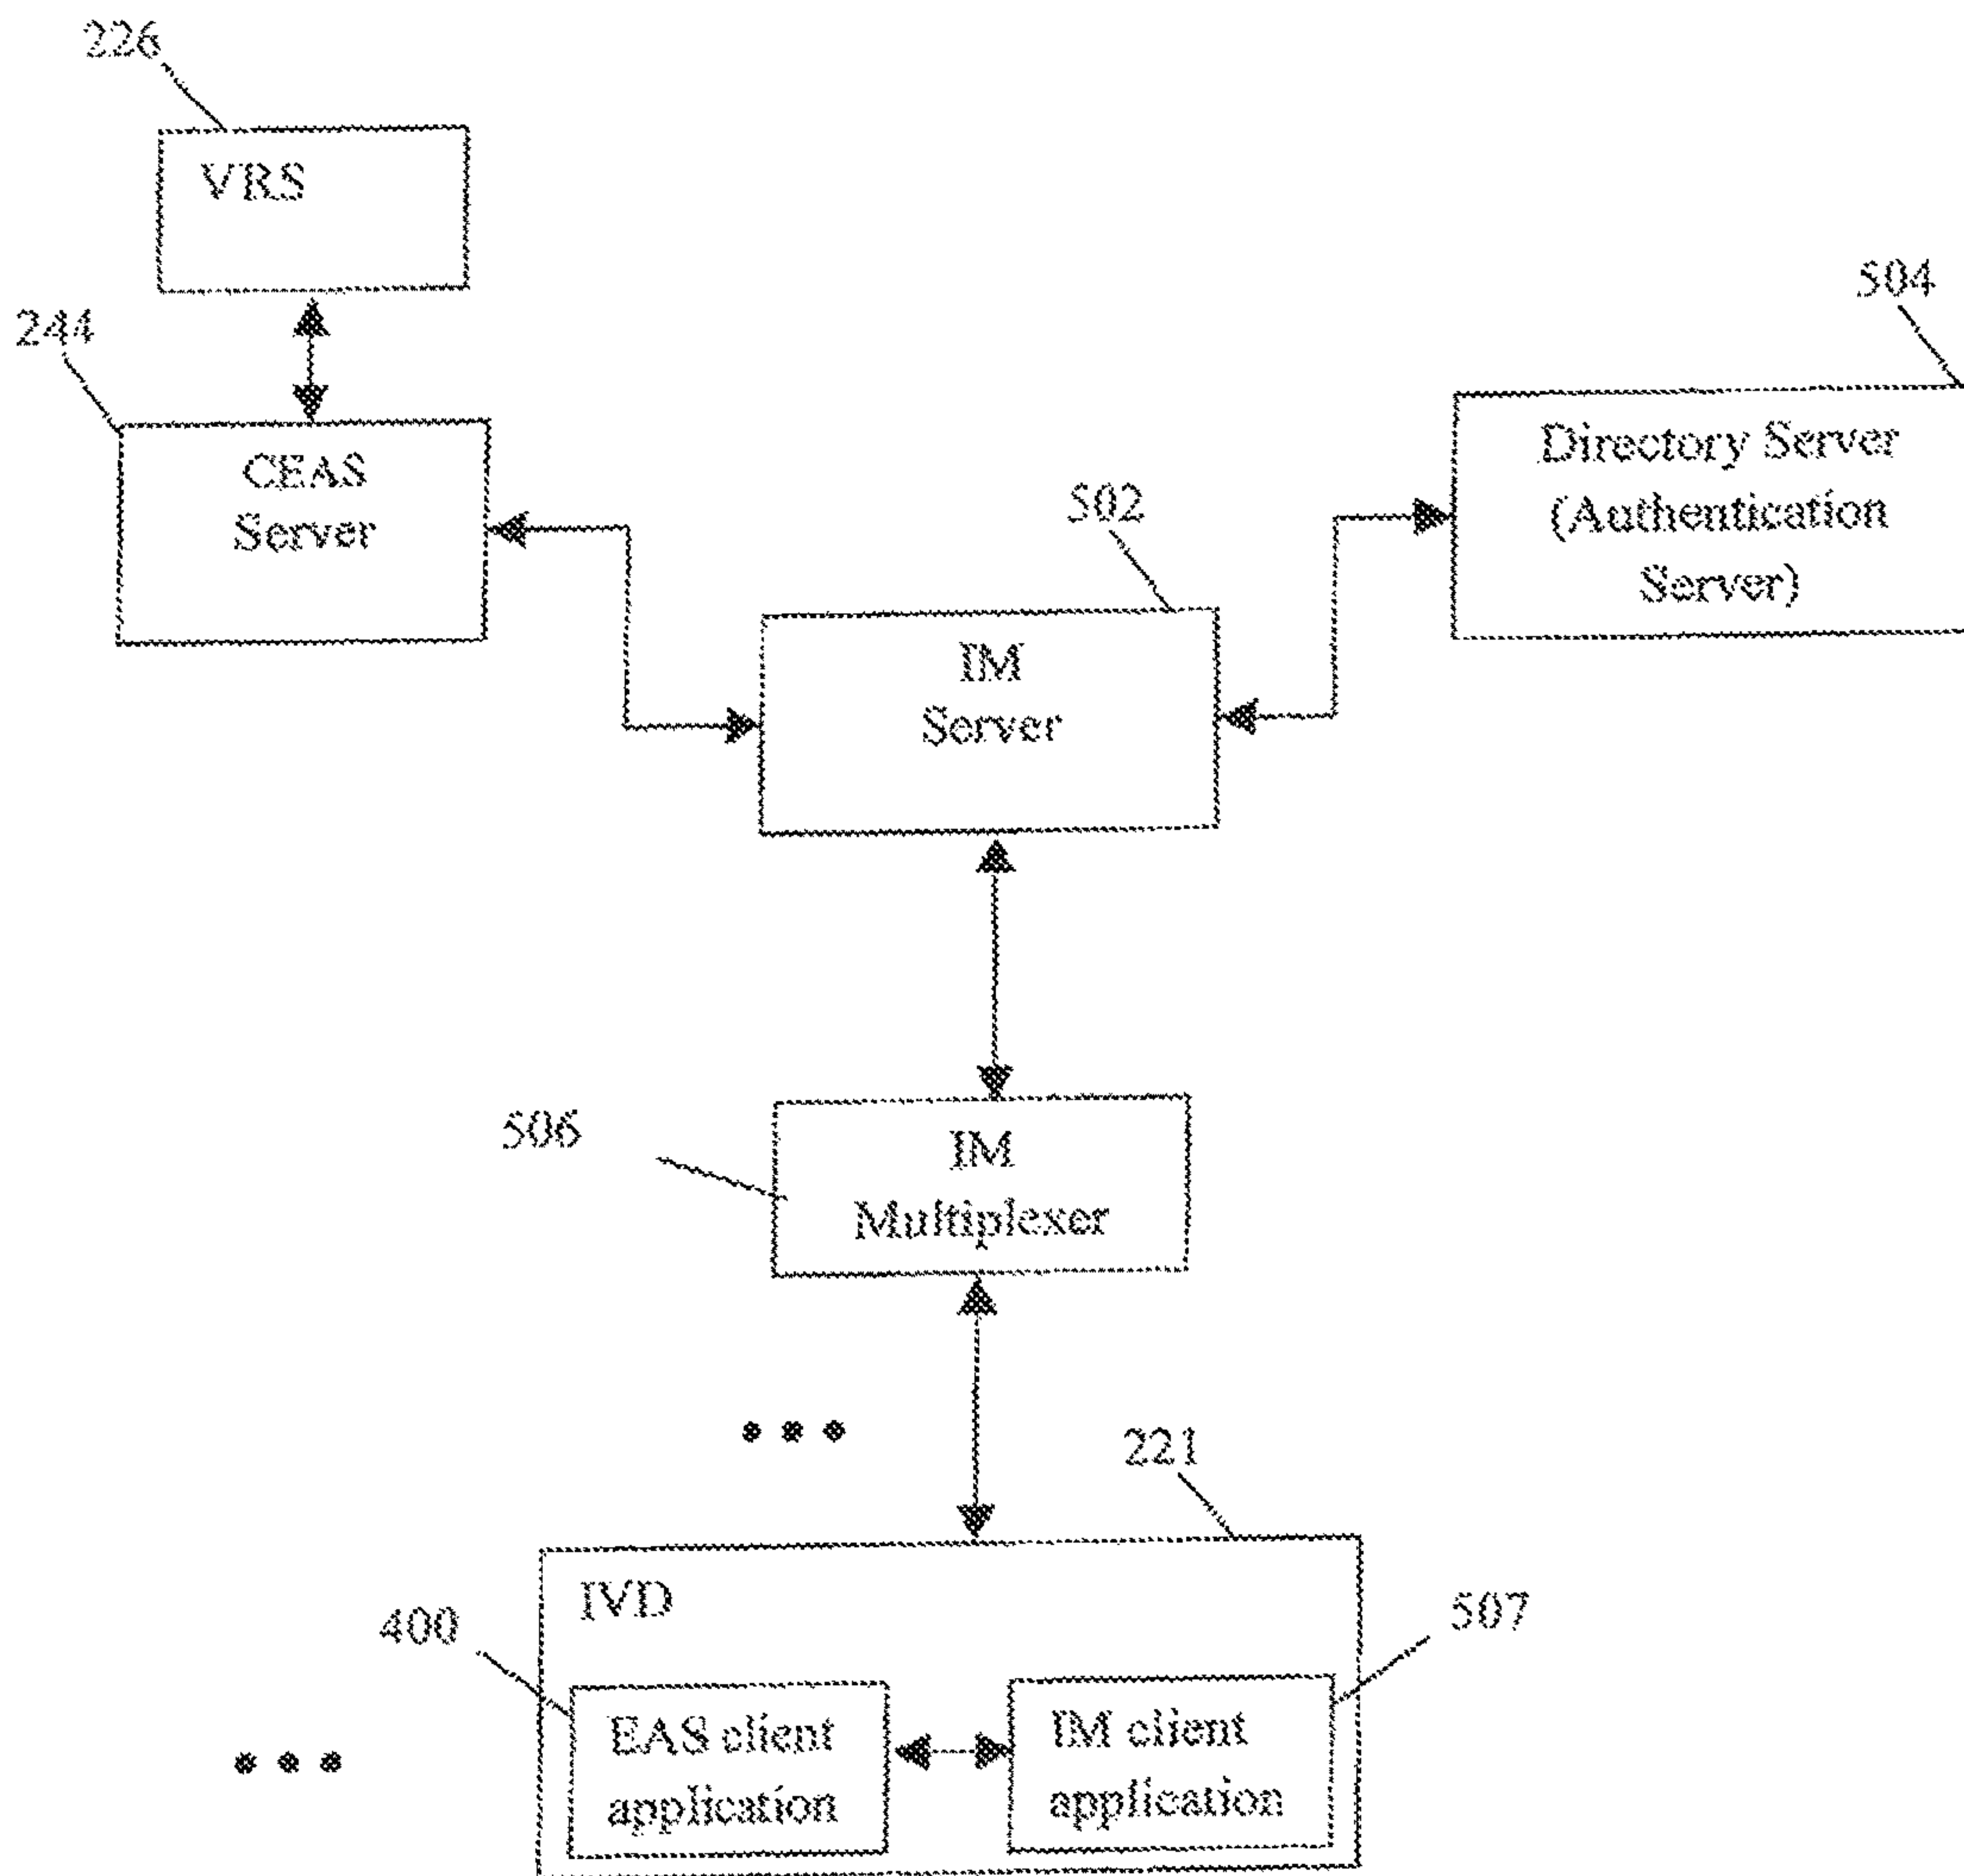 226
VRS
244
CEAS
Server
504
Directory Server
(Authentication
Server)
502
IM
Server
506
IM
Multiplexer
221
IVD
400
507
EAS client
application
IM client
application